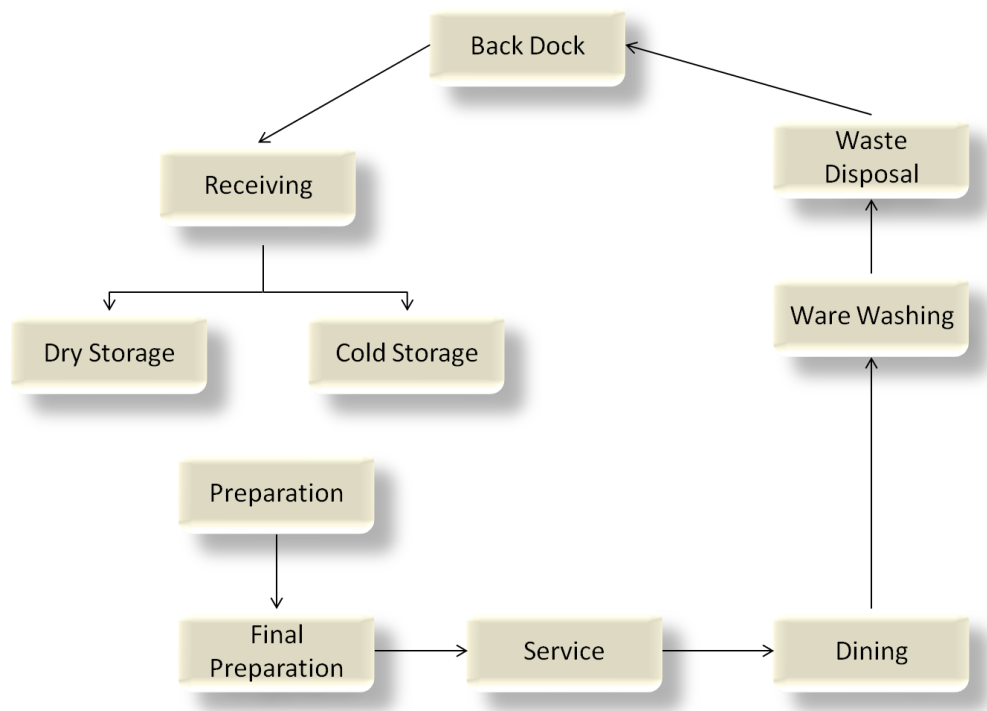 Back Dock
Waste
Disposal
Receiving
Ware Washing
Dry Storage
Cold Storage
Preparation
Final
Preparation
Service
Dining